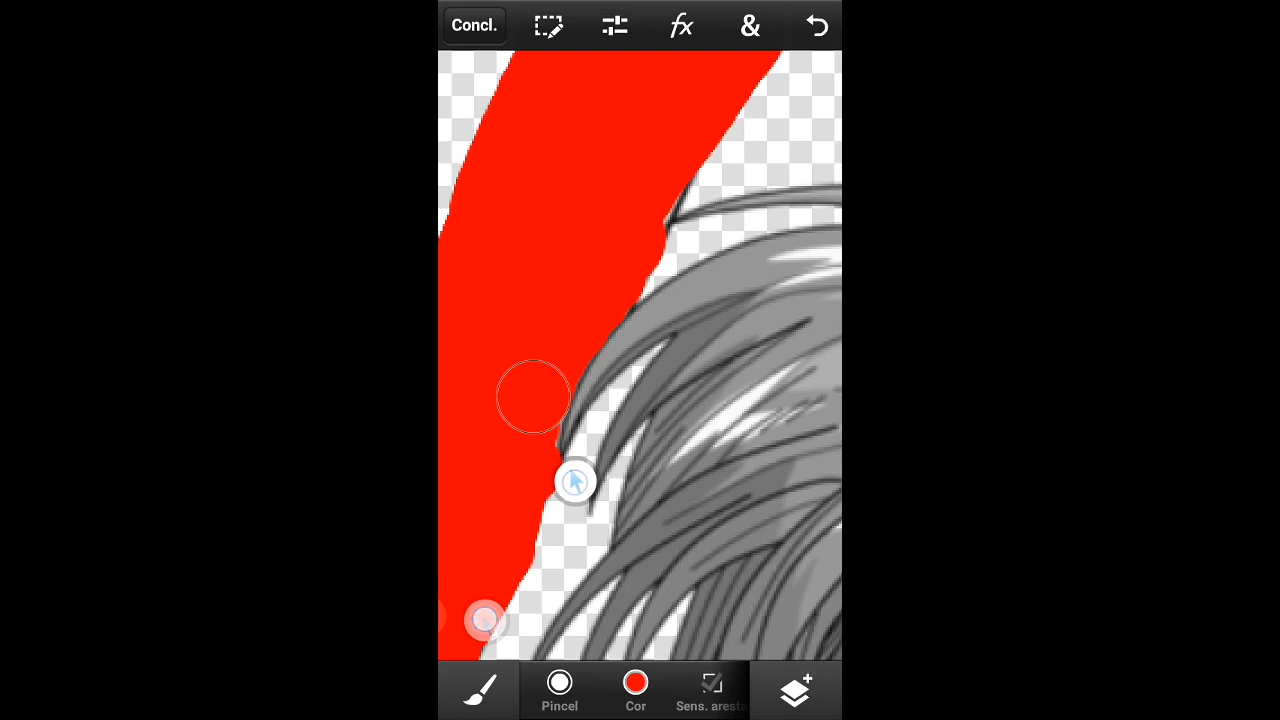 Concl.
fx
&
Pincel
Cor
Sens. aresta